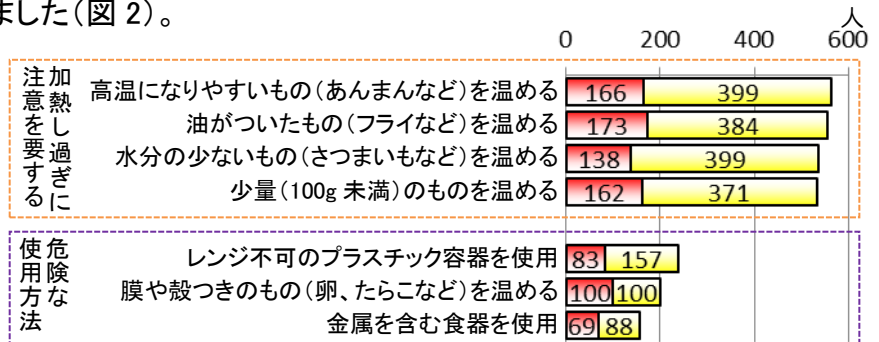 ました(図 2)。
人
0 200 400 600
加熱し過ぎに
注意を要する
高温になりやすいもの(あんまんなど)を温める 166 399
油がついたもの(フライなど)を温める 173 384
水分の少ないもの(さつまいもなど)を温める 138 399
少量(100g 未満)のものを温める 162 371
危険な
使用方法
レンジ不可のプラスチック容器を使用 83 157
膜や殻つきのもの(卵、たらこなど)を温める 100 100
金属を含む食器を使用 69 88